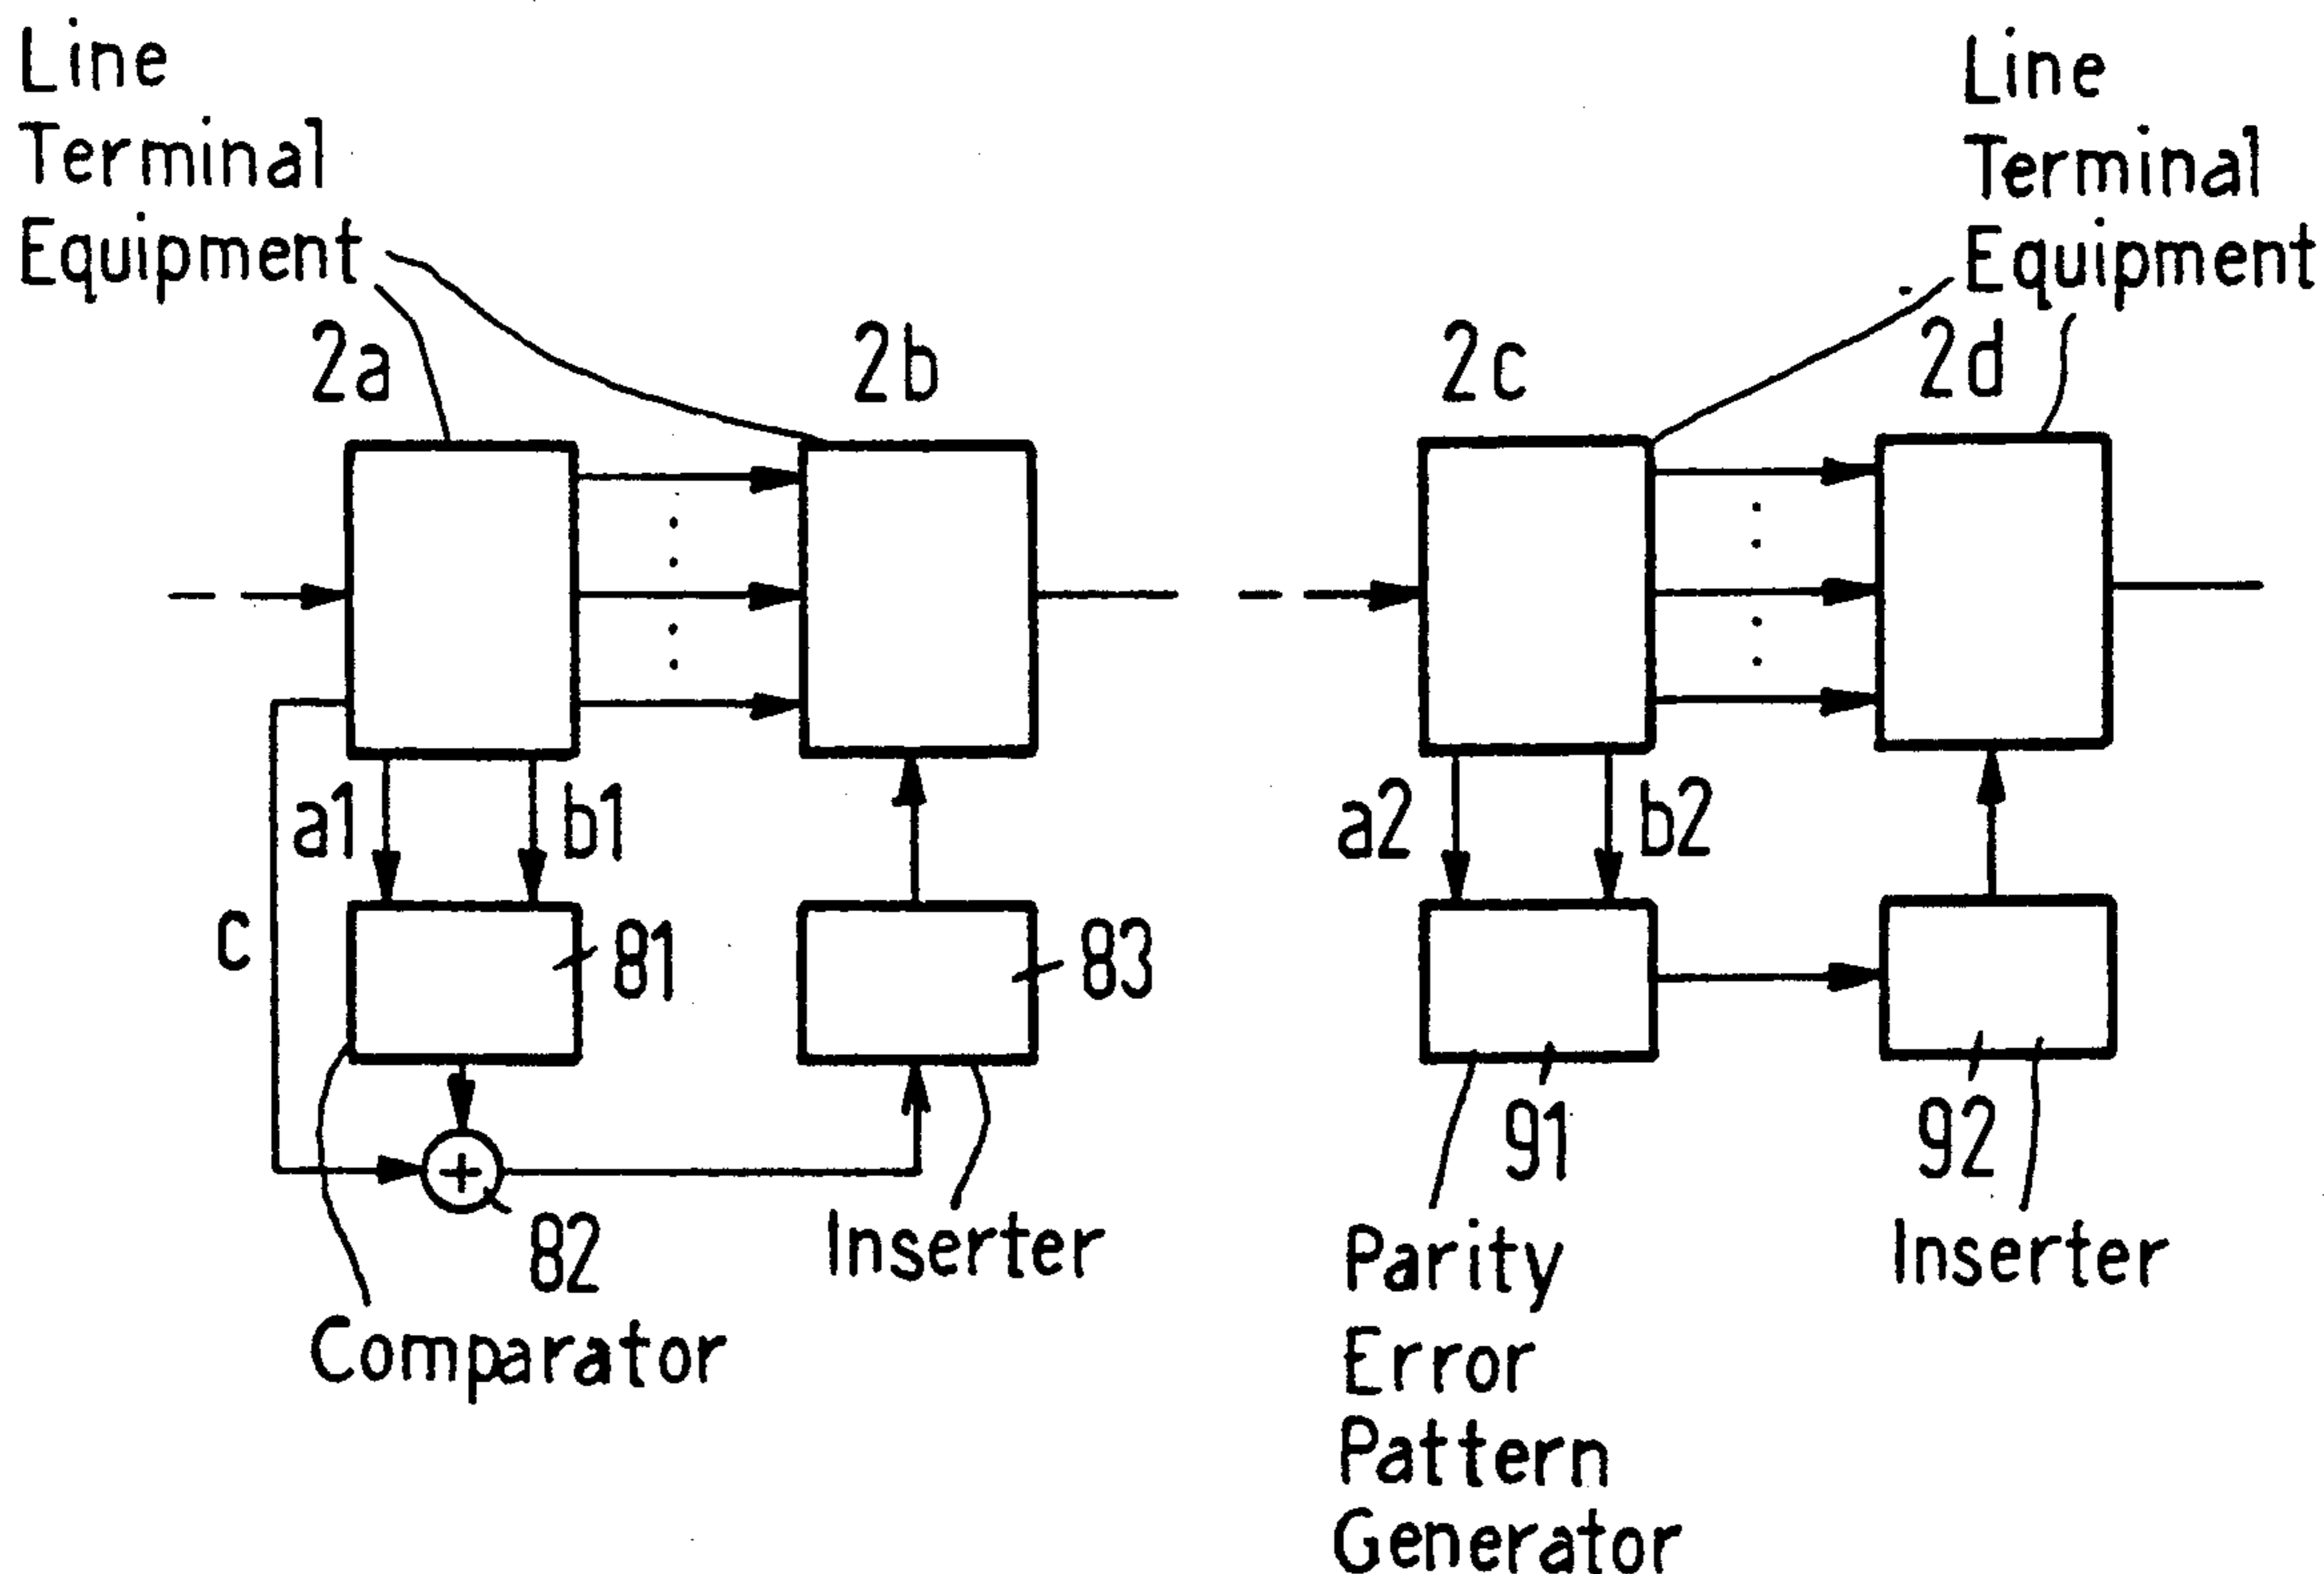 Line
Terminal
Equipment
Line
Terminal
Equipment
2a
2b
2c
2d
a1
b1
a2
b2
c
81
83
82
91
92
Comparator
Inserter
Parity
Error
Pattern
Generator
Inserter